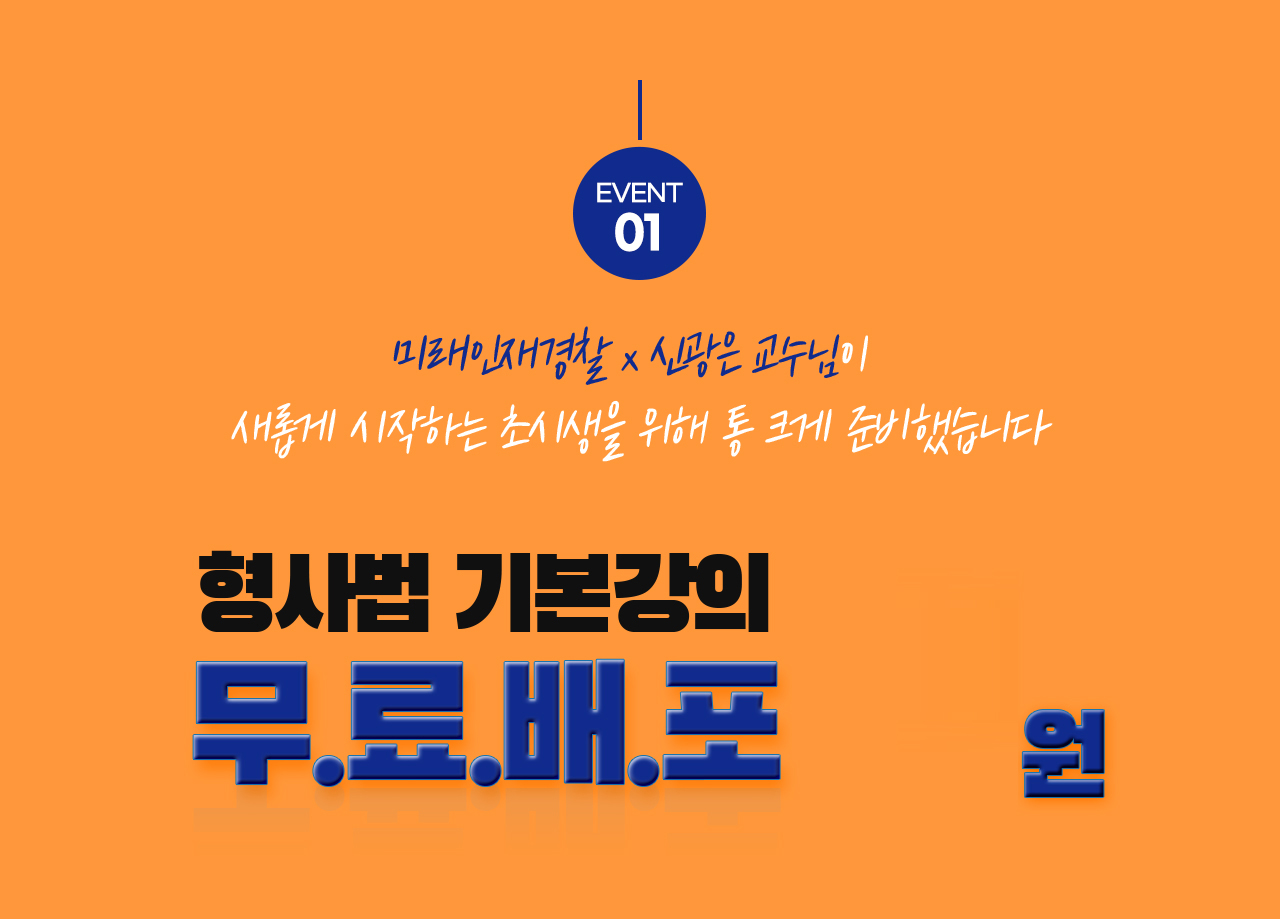 EVENT
01
미래인재경찰 x 신광은 교수님이
새롭게 시작하는 초시생을 위해 통 크게 준비했습니다
형사법 기본강의
무.료.배.포
원